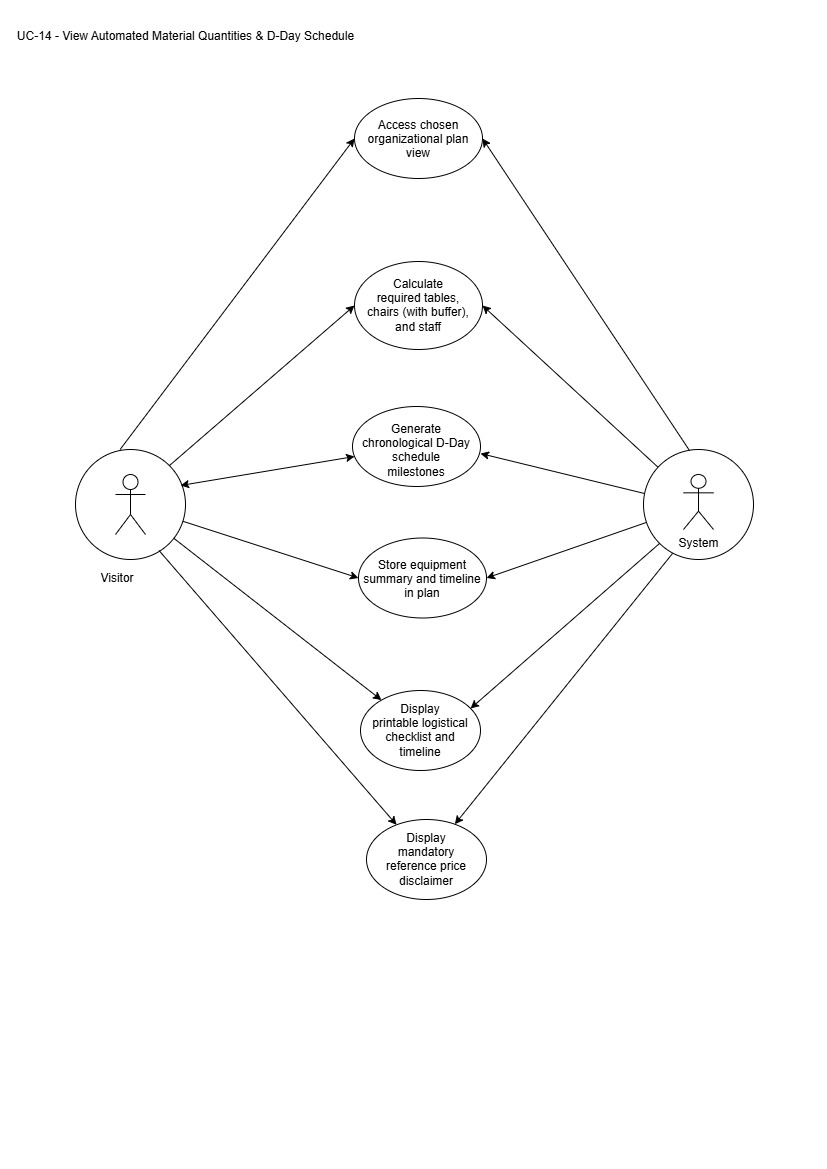 UC-14 - View Automated Material Quantities & D-Day Schedule
Access chosen
organizational plan
view
Calculate
required tables,
chairs (with buffer),
and staff
Generate
chronological D-Day
schedule
milestones
System
Store equipment
summary and timeline
in plan
Visitor
Display
printable logistical
checklist and
timeline
Display
mandatory
reference price
disclaimer